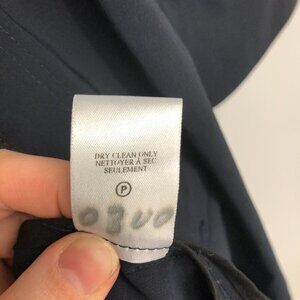 DRY CLEAN ONLY
NETTOYER A SEC
SEULEMENT
P